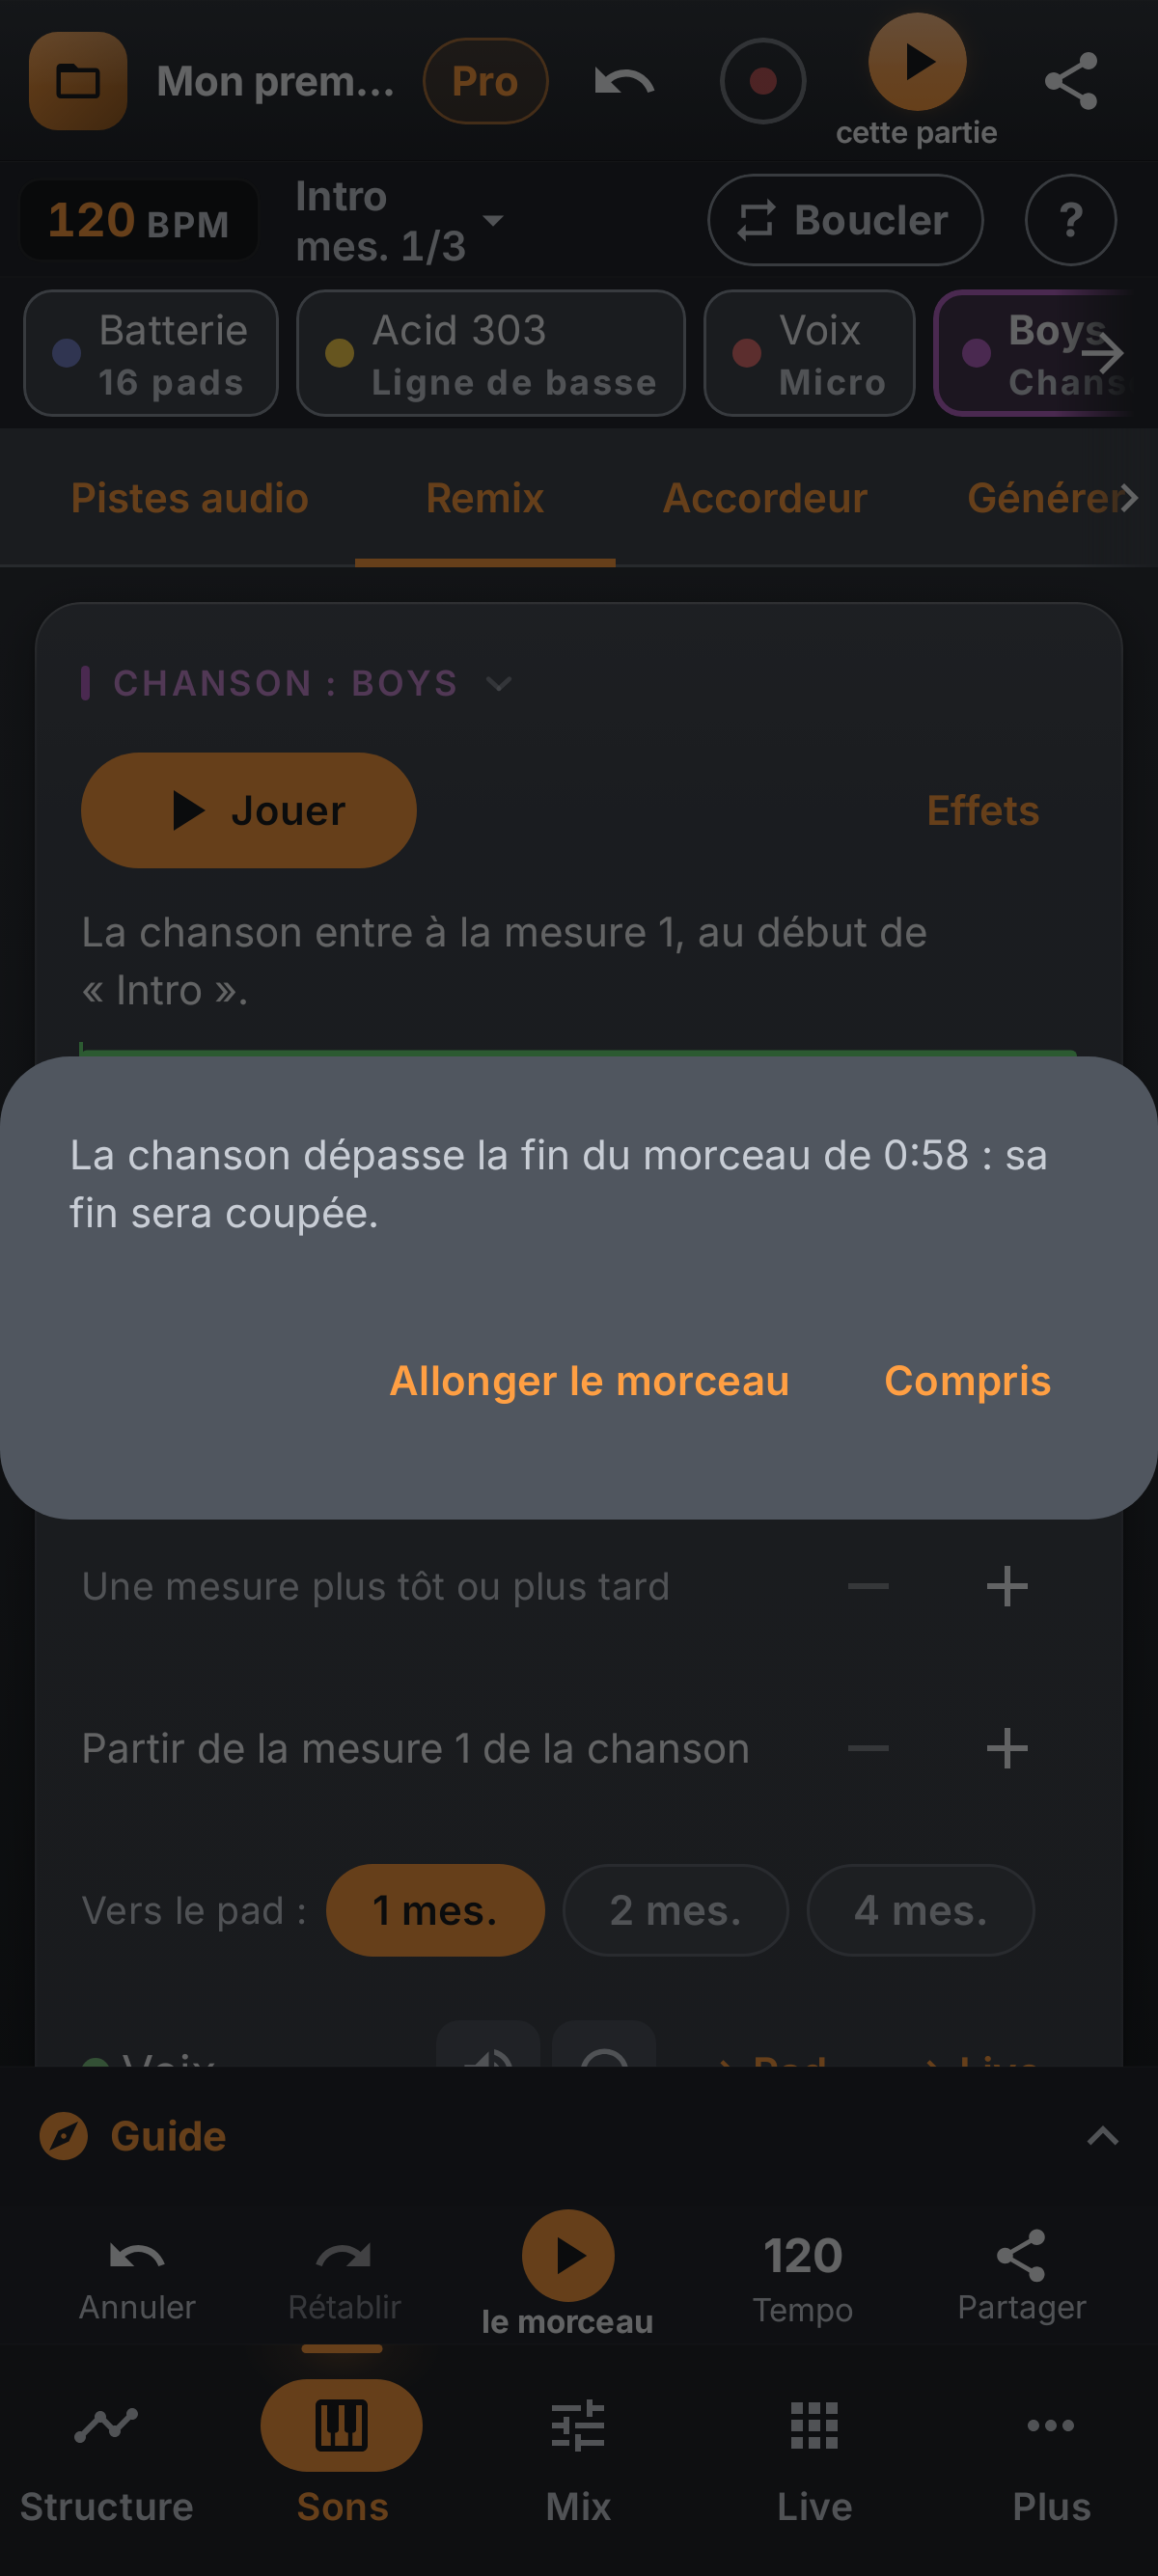 Mon prem...
Pro
cette partie
120 BPM
Intro
mes. 1/3
Boucler
?
Batterie
16 pads
Acid 303
Ligne de basse
Voix
Micro
Boys
Chans
Pistes audio
Remix
Accordeur
Générer
CHANSON : BOYS
Jouer
Effets
La chanson entre à la mesure 1, au début de
« Intro ».
La chanson dépasse la fin du morceau de 0:58 : sa
fin sera coupée.
Allonger le morceau
Compris
Une mesure plus tôt ou plus tard
Partir de la mesure 1 de la chanson
Vers le pad :
1 mes.
2 mes.
4 mes.
Voix
Pad
Live
Guide
Annuler
Rétablir
le morceau
120
Tempo
Partager
Structure
Sons
Mix
Live
Plus